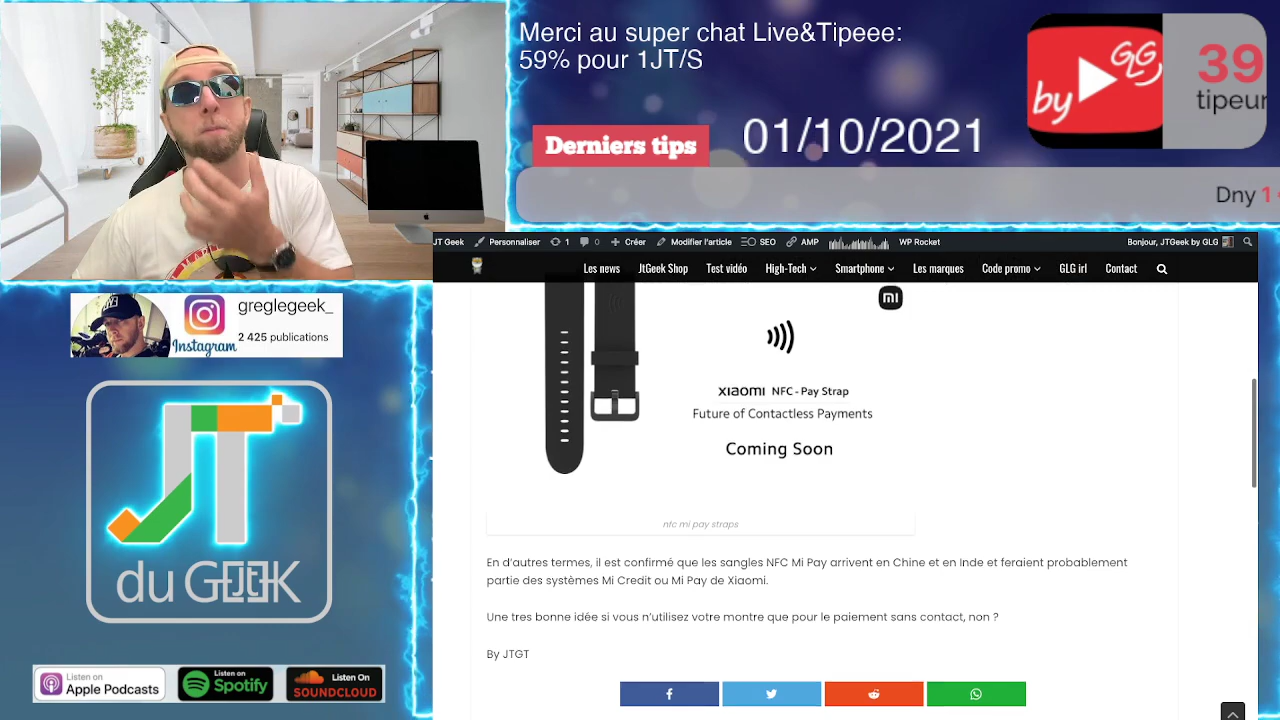 Merci au super chat Live&Tipeee:
59% pour 1JT/S
by GLG
39
tipeur
Derniers tips
01/10/2021
Dny 1
JT Geek Personnaliser 1 0 Créer Modifier l'article SEO AMP WP Rocket Bonjour, JTGeek by GLG
Les news JtGeek Shop Test vidéo High-Tech Smartphone Les marques Code promo GLG irl Contact
greglegeek_
2 425 publications
Instagram
JT
du GEEK
Listen on
Apple Podcasts
Listen on
Spotify
Listen On
SOUNDCLOUD
mi
xiaomi NFC - Pay Strap
Future of Contactless Payments
Coming Soon
nfc mi pay straps
En d'autres termes, il est confirmé que les sangles NFC Mi Pay arrivent en Chine et en Inde et feraient probablement
partie des systèmes Mi Credit ou Mi Pay de Xiaomi.
Une tres bonne idée si vous n'utilisez votre montre que pour le paiement sans contact, non ?
By JTGT